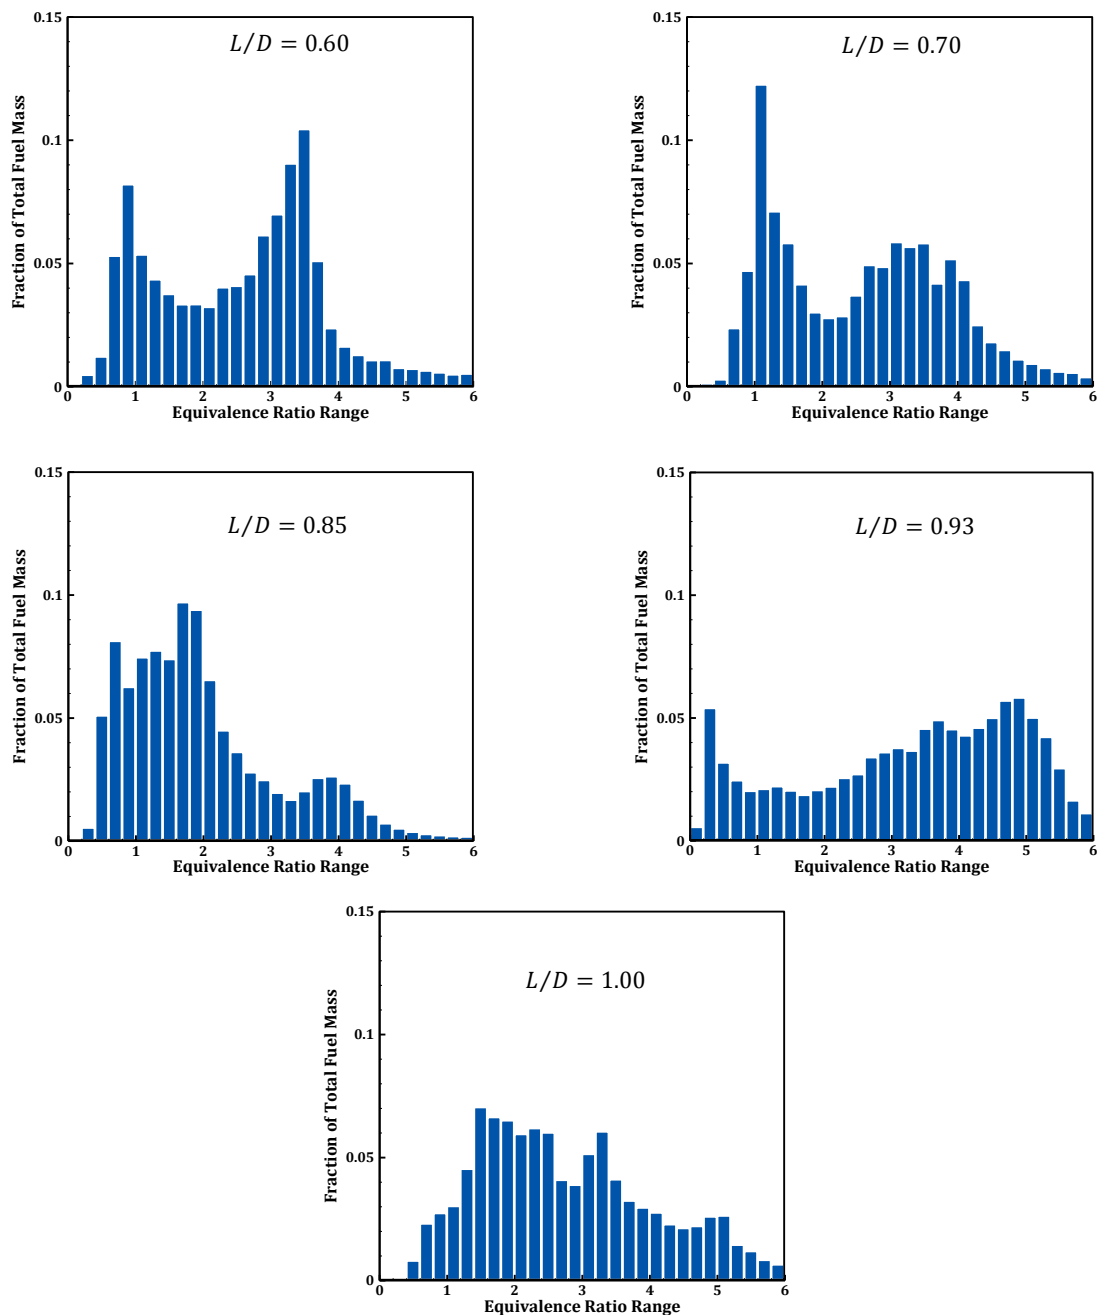 L/D = 0.60
0.15
0.1
0.05
0
Fraction of Total Fuel Mass
0 1 2 3 4 5 6
Equivalence Ratio Range
L/D = 0.70
0.15
0.1
0.05
0
Fraction of Total Fuel Mass
0 1 2 3 4 5 6
Equivalence Ratio Range
L/D = 0.85
0.15
0.1
0.05
0
Fraction of Total Fuel Mass
0 1 2 3 4 5 6
Equivalence Ratio Range
L/D = 0.93
0.15
0.1
0.05
0
Fraction of Total Fuel Mass
0 1 2 3 4 5 6
Equivalence Ratio Range
L/D = 1.00
0.15
0.1
0.05
0
Fraction of Total Fuel Mass
0 1 2 3 4 5 6
Equivalence Ratio Range